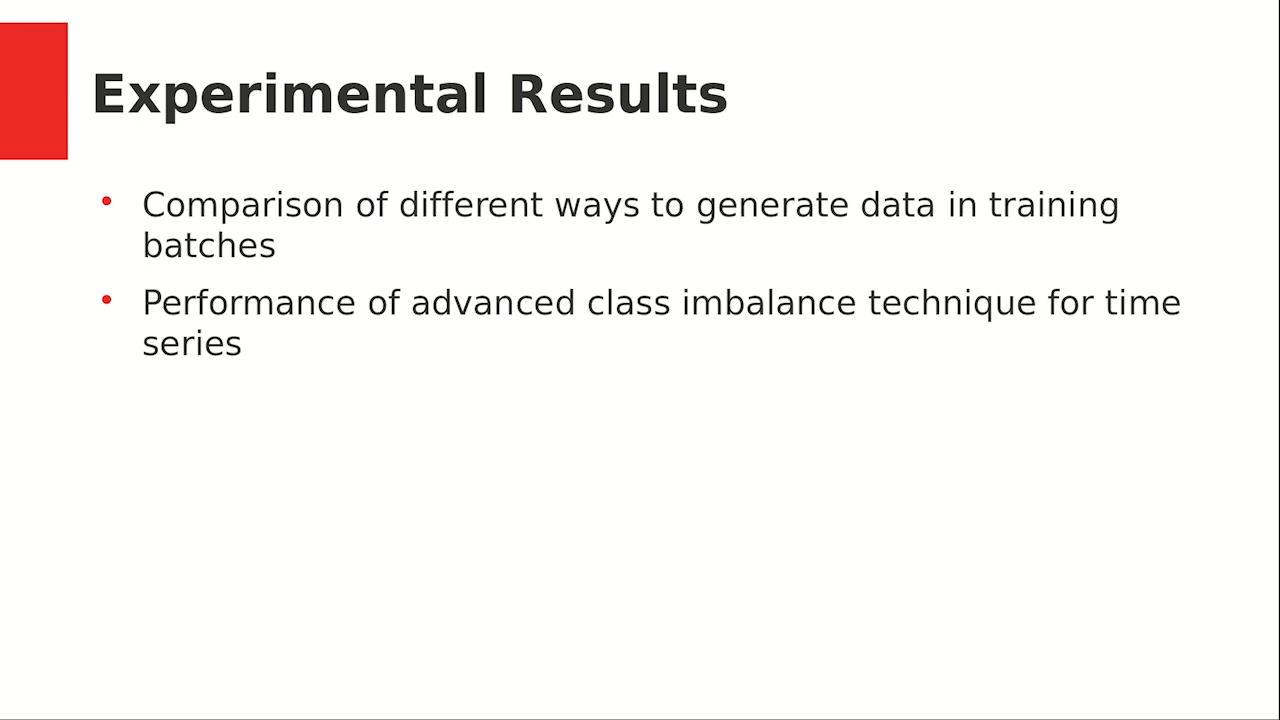 Experimental Results
Comparison of different ways to generate data in training
batches
Performance of advanced class imbalance technique for time
series